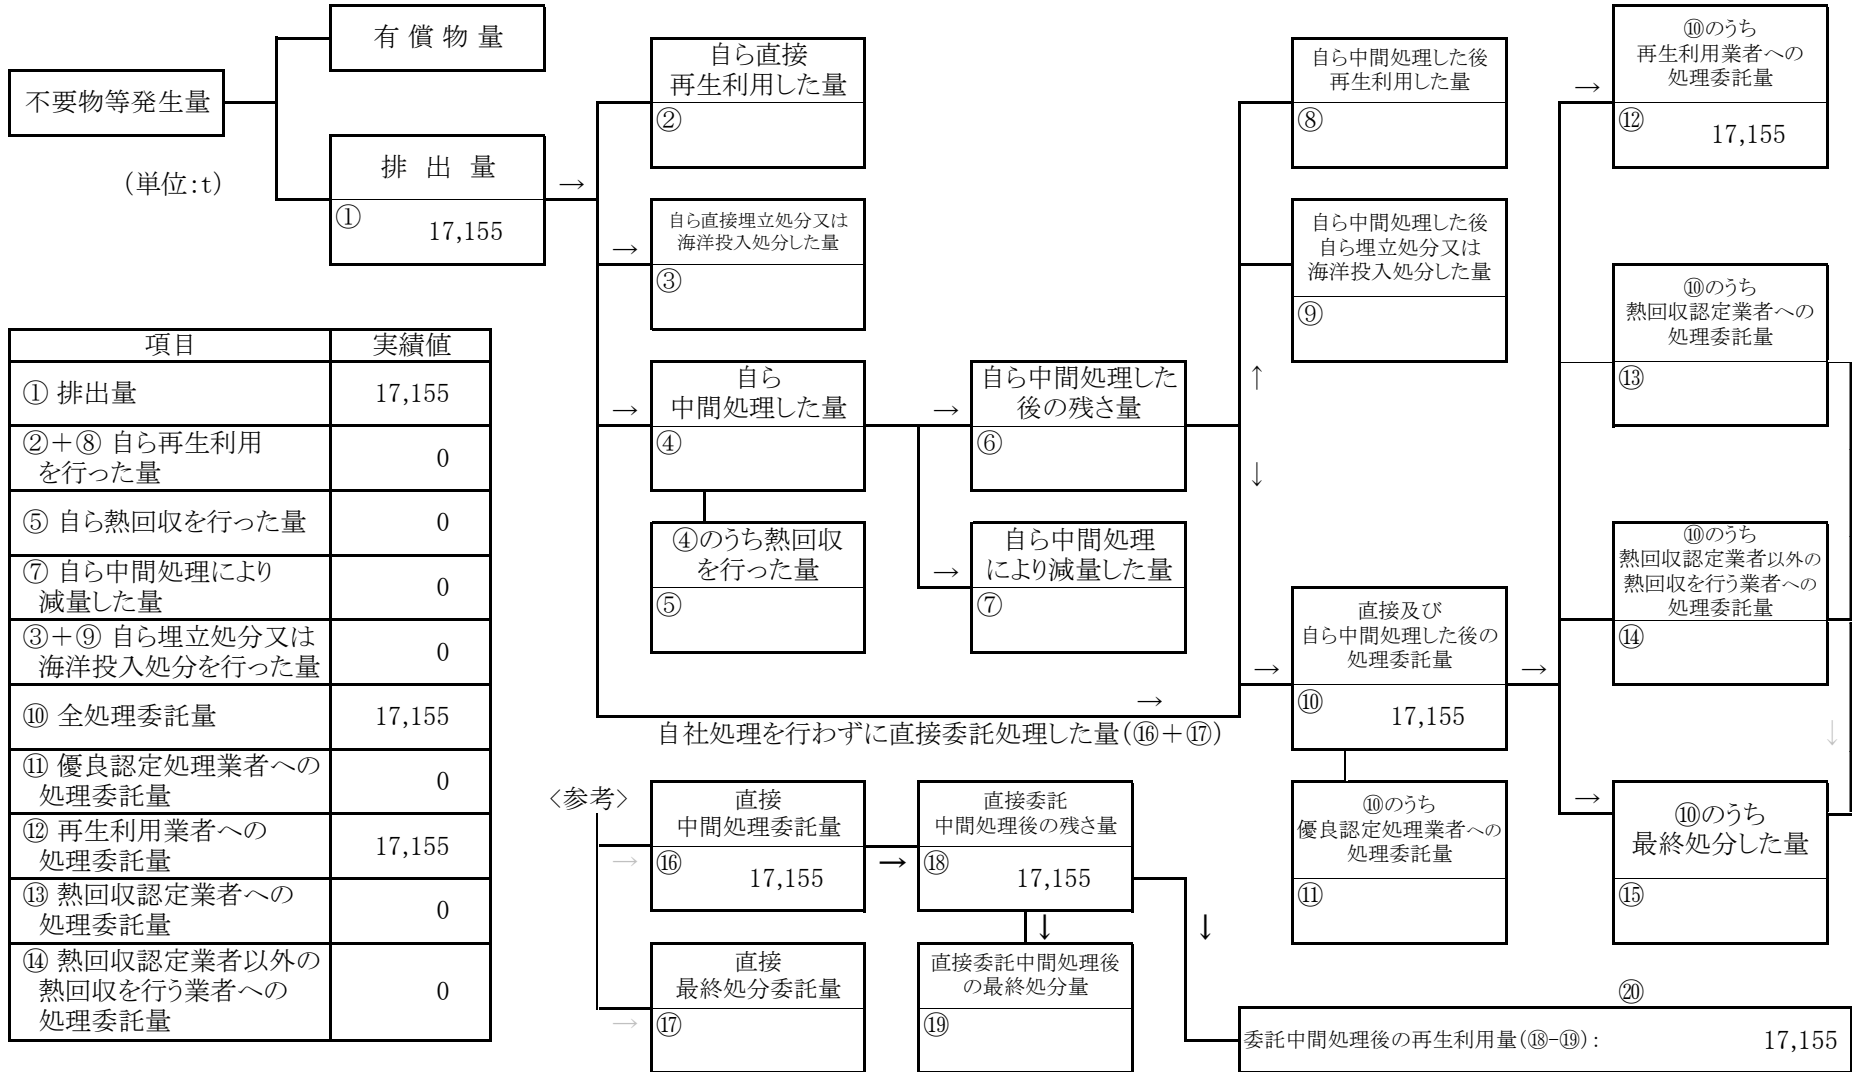 不要物等発生量
(単位:t)
有 償 物 量
排 出 量
①
17,155
→
自ら直接
再生利用した量
②
→
自ら直接埋立処分又は
海洋投入処分した量
③
→
自ら
中間処理した量
④
④のうち熱回収
を行った量
⑤
→
自ら中間処理した
後の残さ量
⑥
→
自ら中間処理
により減量した量
⑦
↑
↓
自ら中間処理した後
再生利用した量
⑧
自ら中間処理した後
自ら埋立処分又は
海洋投入処分した量
⑨
→
自社処理を行わずに直接委託処理した量(⑯+⑰)
→
直接及び
自ら中間処理した後の
処理委託量
⑩
17,155
⑩のうち
優良認定処理業者への
処理委託量
⑪
→
→
⑩のうち
再生利用業者への
処理委託量
⑫
17,155
⑩のうち
熱回収認定業者への
処理委託量
⑬
⑩のうち
熱回収認定業者以外の
熱回収を行う業者への
処理委託量
⑭
↓
→
⑩のうち
最終処分した量
⑮
項目 実績値
① 排出量 17,155
②+⑧ 自ら再生利用
を行った量 0
⑤ 自ら熱回収を行った量 0
⑦ 自ら中間処理により
減量した量 0
③+⑨ 自ら埋立処分又は
海洋投入処分を行った量 0
⑩ 全処理委託量 17,155
⑪ 優良認定処理業者への
処理委託量 0
⑫ 再生利用業者への
処理委託量 17,155
⑬ 熱回収認定業者への
処理委託量 0
⑭ 熱回収認定業者以外の
熱回収を行う業者への
処理委託量 0
〈参考〉
→
直接
中間処理委託量
⑯
17,155
→
直接委託
中間処理後の残さ量
⑱
17,155
↓
↓
→
直接
最終処分委託量
⑰
直接委託中間処理後
の最終処分量
⑲
⑳
委託中間処理後の再生利用量(⑱-⑲): 17,155